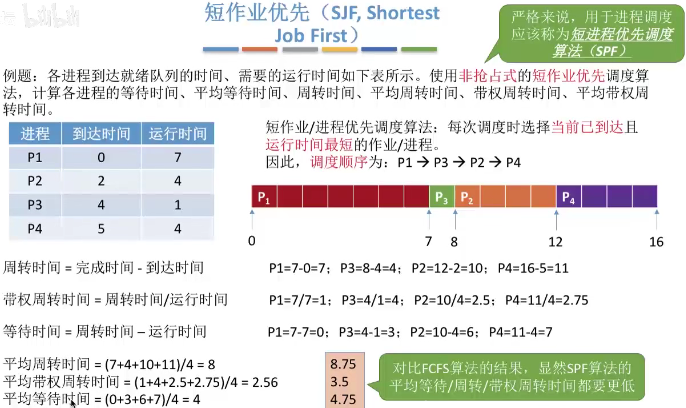 短作业优先（SJF, Shortest
Job First）
严格来说，用于进程调度
应该称为短进程优先调度
算法（SPF）
例题：各进程到达就绪队列的时间、需要的运行时间如下表所示。使用非抢占式的短作业优先调度算
法，计算各进程的等待时间、平均等待时间、周转时间、平均周转时间、带权周转时间、平均带权周
转时间。
进程 到达时间 运行时间
P1 0 7
P2 2 4
P3 4 1
P4 5 4
短作业/进程优先调度算法：每次调度时选择当前已到达且
运行时间最短的作业/进程。
因此，调度顺序为：P1 → P3 → P2 → P4
P1 P3 P2 P4
0 7 8 12 16
周转时间 = 完成时间 - 到达时间 P1=7-0=7；P3=8-4=4；P2=12-2=10；P4=16-5=11
带权周转时间 = 周转时间/运行时间 P1=7/7=1；P3=4/1=4；P2=10/4=2.5；P4=11/4=2.75
等待时间 = 周转时间 – 运行时间 P1=7-7=0；P3=4-1=3；P2=10-4=6；P4=11-4=7
平均周转时间 = (7+4+10+11)/4 = 8 8.75
平均带权周转时间 = (1+4+2.5+2.75)/4 = 2.56 3.5
平均等待时间 = (0+3+6+7)/4 = 4 4.75
对比FCFS算法的结果，显然SPF算法的
平均等待/周转/带权周转时间都要更低